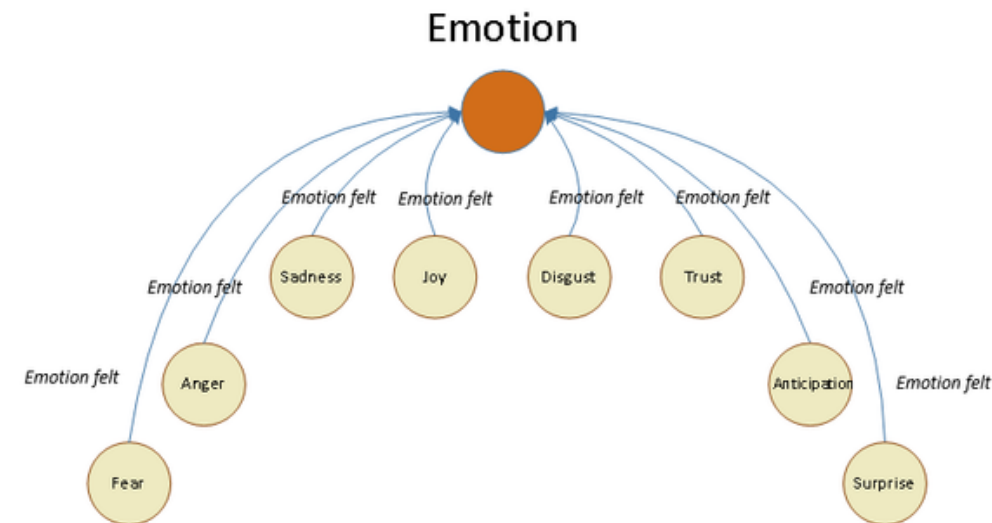 Emotion
Emotion felt
Emotion felt
Emotion felt
Emotion felt
Sadness
Joy
Disgust
Trust
Emotion felt
Emotion felt
Emotion felt
Anger
Anticipation
Emotion felt
Fear
Surprise